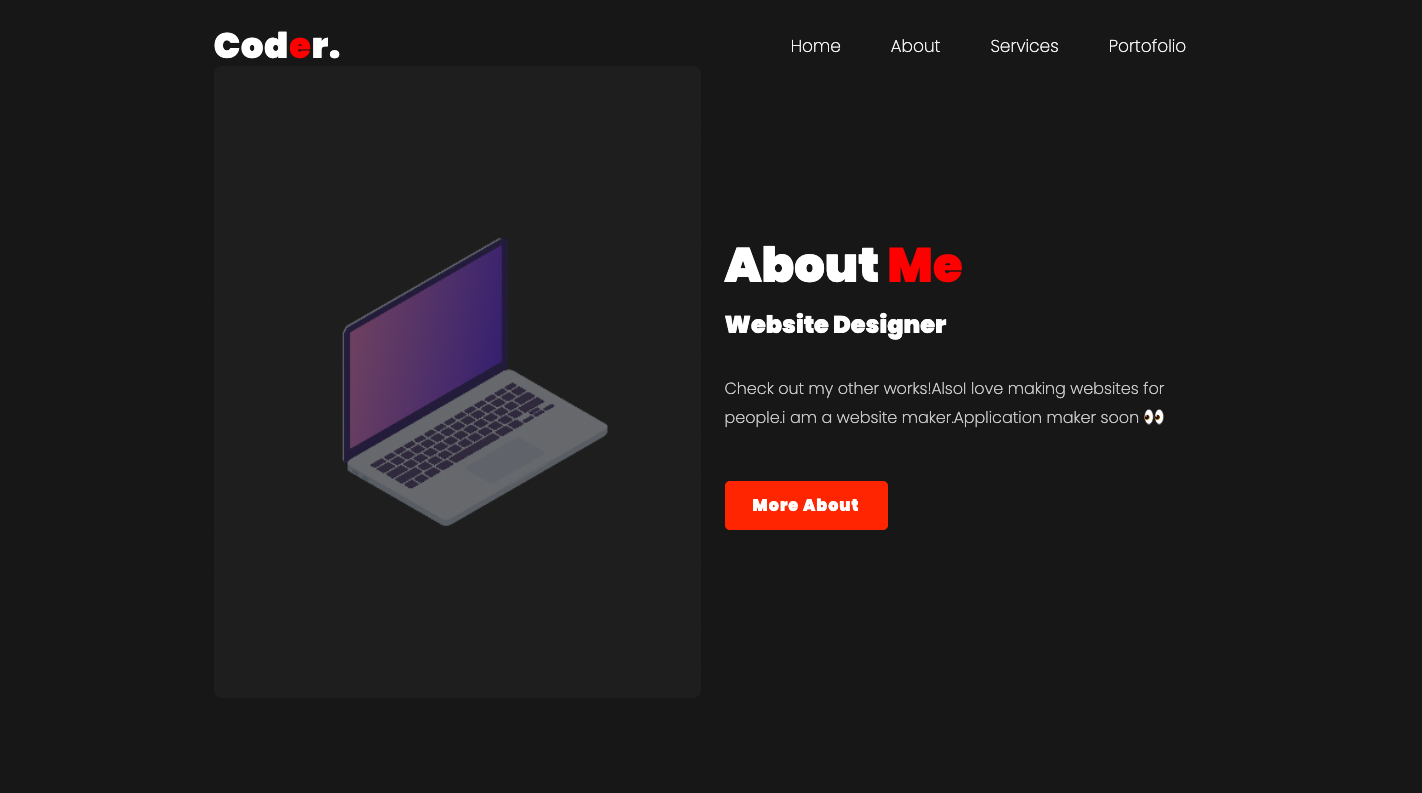 Coder.
Home About Services Portofolio
About Me
Website Designer
Check out my other works!AlsoI love making websites for
people.i am a website maker.Application maker soon 👀
More About